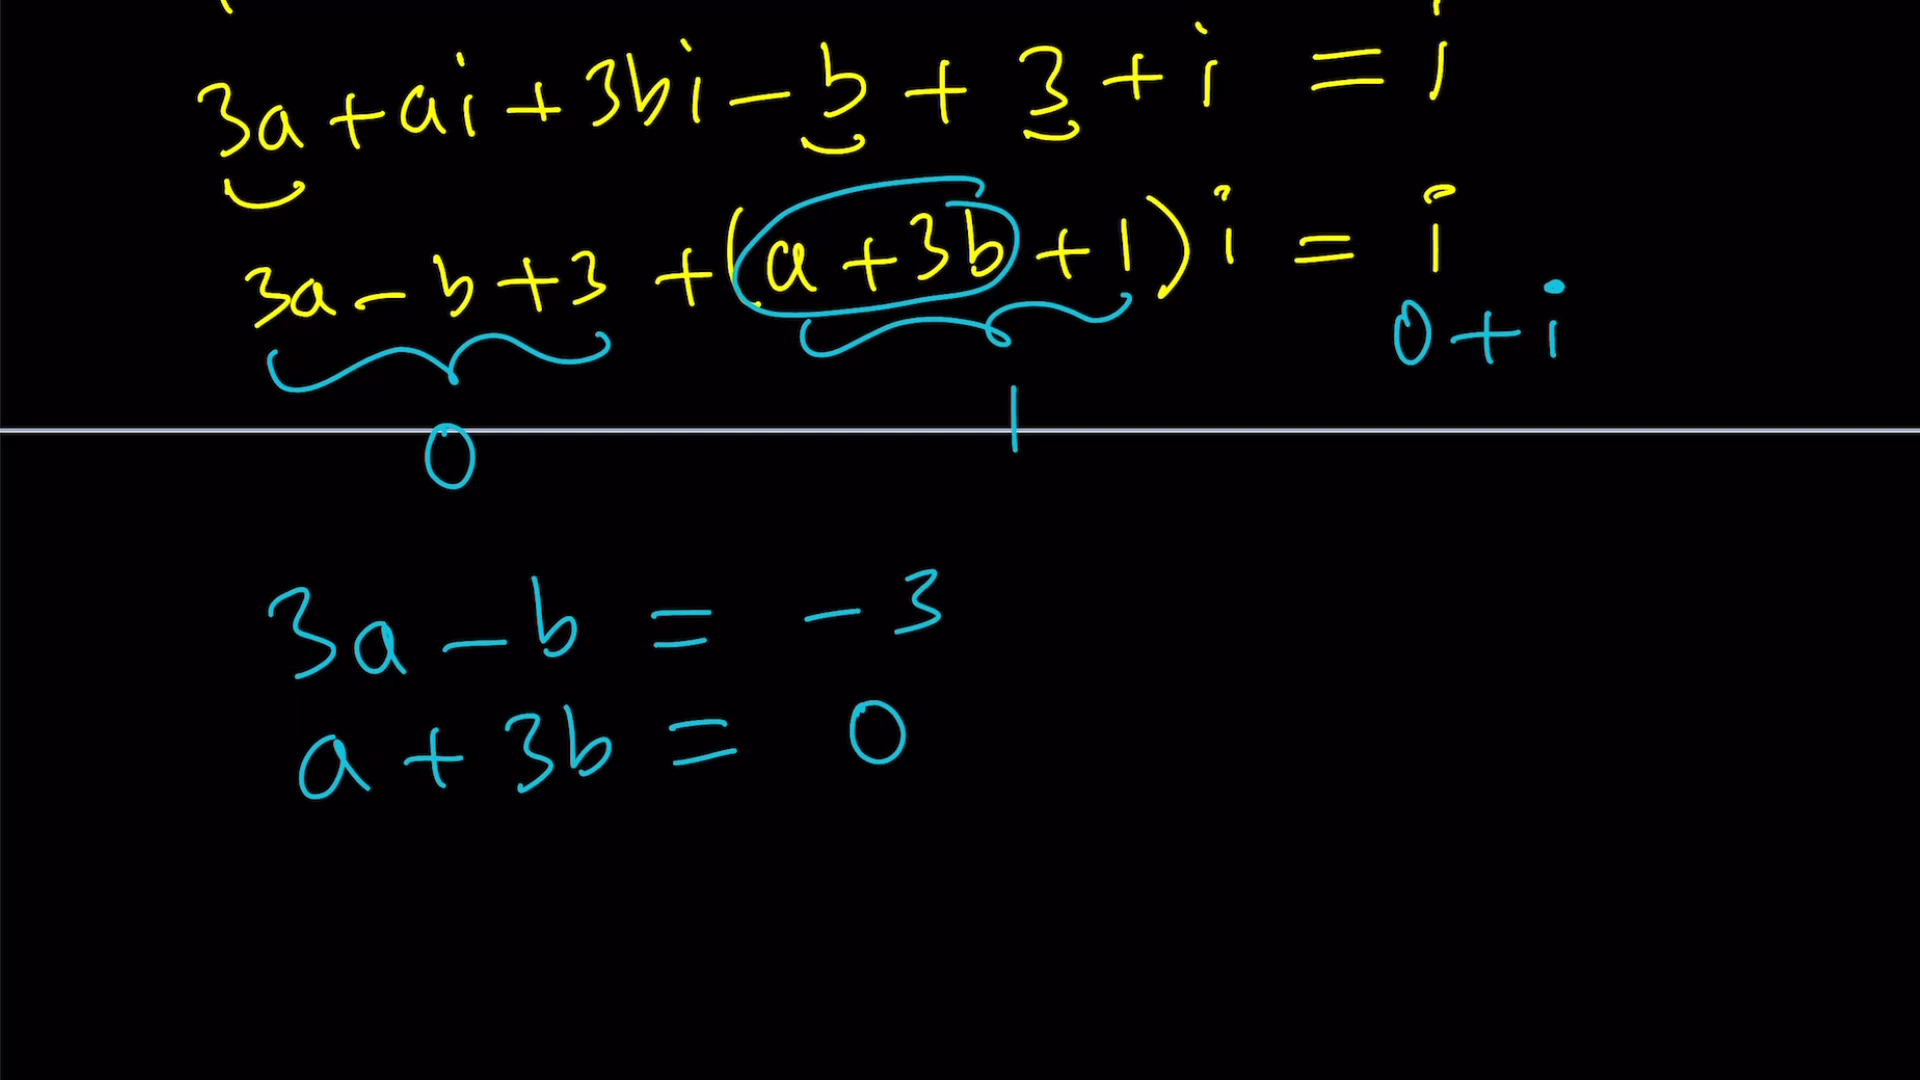 3a + ai + 3bi - b + 3 + i = i
3a - b + 3 + (a + 3b + 1)i = i
0 + i
0 1
3a - b = -3
a + 3b = 0